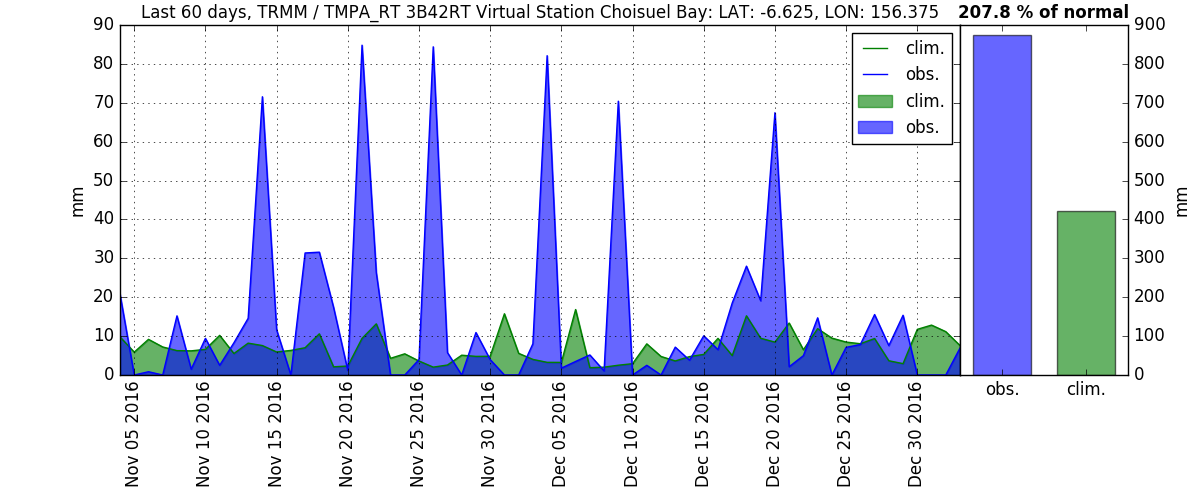 Last 60 days, TRMM / TMPA_RT 3B42RT Virtual Station Choisuel Bay: LAT: -6.625, LON: 156.375
207.8 % of normal
90
80
70
60
50
40
30
20
10
0
mm
clim.
obs.
clim.
obs.
900
800
700
600
500
400
300
200
100
0
mm
Nov 05 2016
Nov 10 2016
Nov 15 2016
Nov 20 2016
Nov 25 2016
Nov 30 2016
Dec 05 2016
Dec 10 2016
Dec 15 2016
Dec 20 2016
Dec 25 2016
Dec 30 2016
obs.
clim.